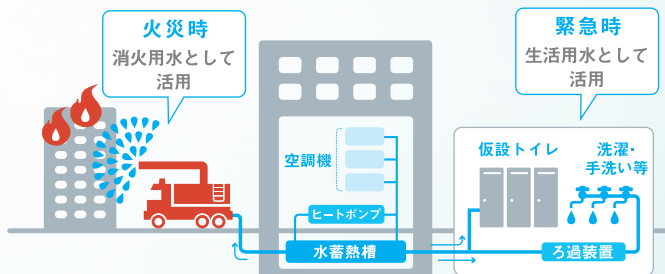 火災時
消火用水として
活用
緊急時
生活用水として
活用
空調機
ヒートポンプ
水蓄熱槽
仮設トイレ
洗濯・
手洗い等
ろ過装置